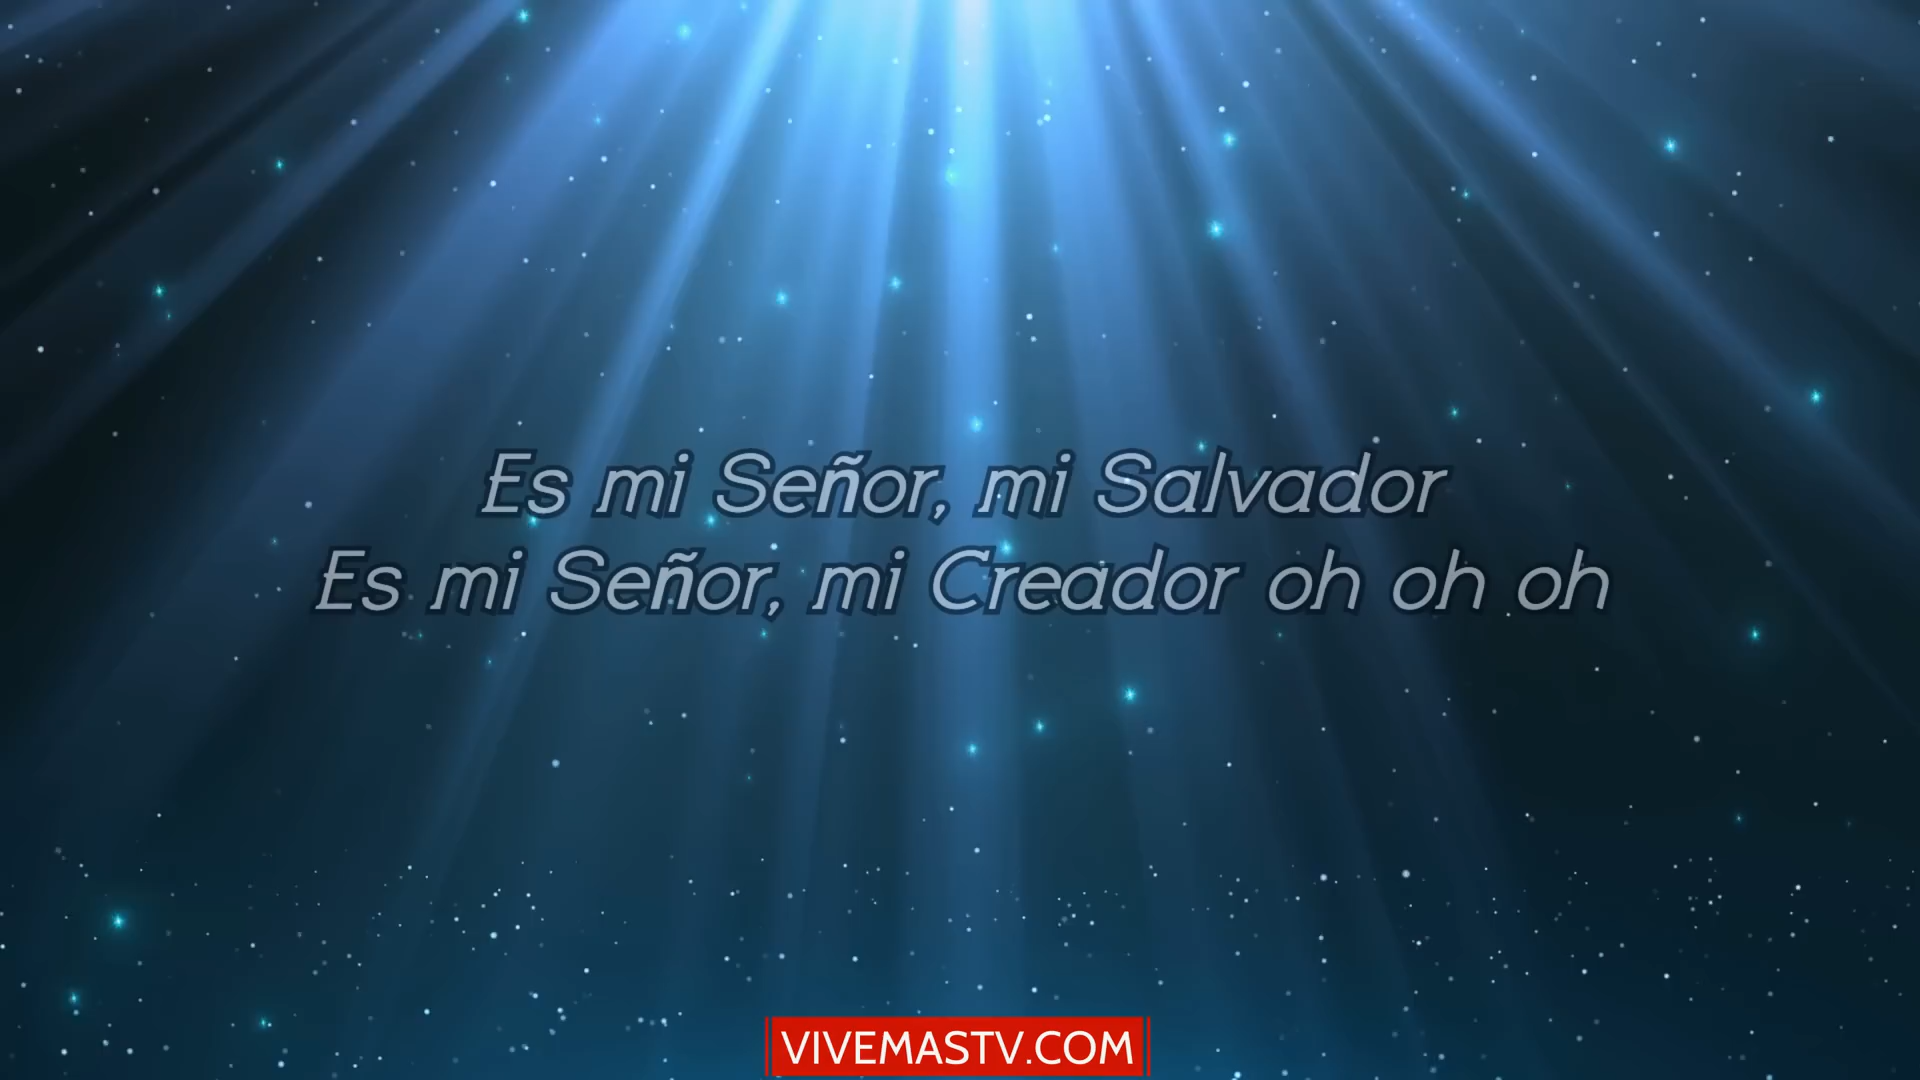 Es mi Señor, mi Salvador
Es mi Señor, mi Creador oh oh oh
VIVEMASTV.COM